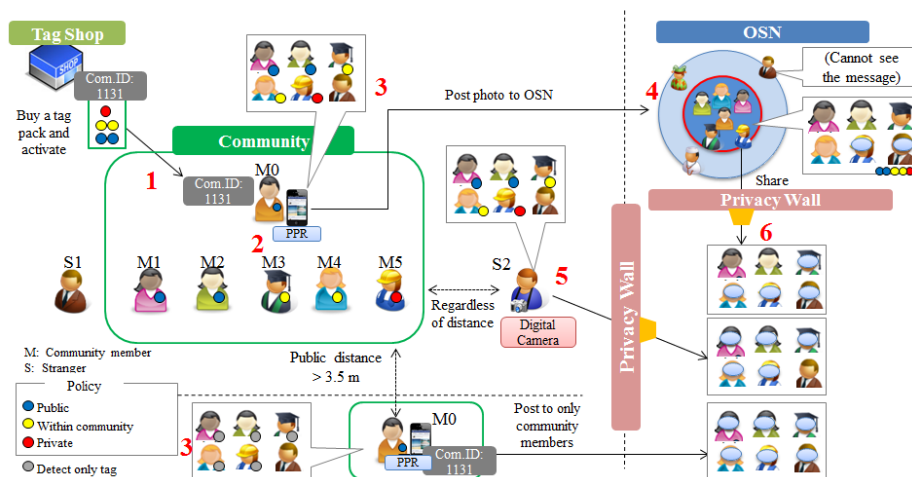 Tag Shop
SHOP
Com.ID:
1131
Buy a tag
pack and
activate
1
Community
Com.ID:
1131
M0
PPR
2
3
Post photo to OSN
S1
M1
M2
M3
M4
M5
S2
5
Digital
Camera
Regardless
of distance
Public distance
> 3.5 m
M: Community member
S: Stranger
Policy
Public
Within community
Private
Detect only tag
3
M0
PPR
Com.ID:
1131
Post to only
community
members
OSN
4
(Cannot see
the message)
Share
Privacy Wall
Privacy Wall
6